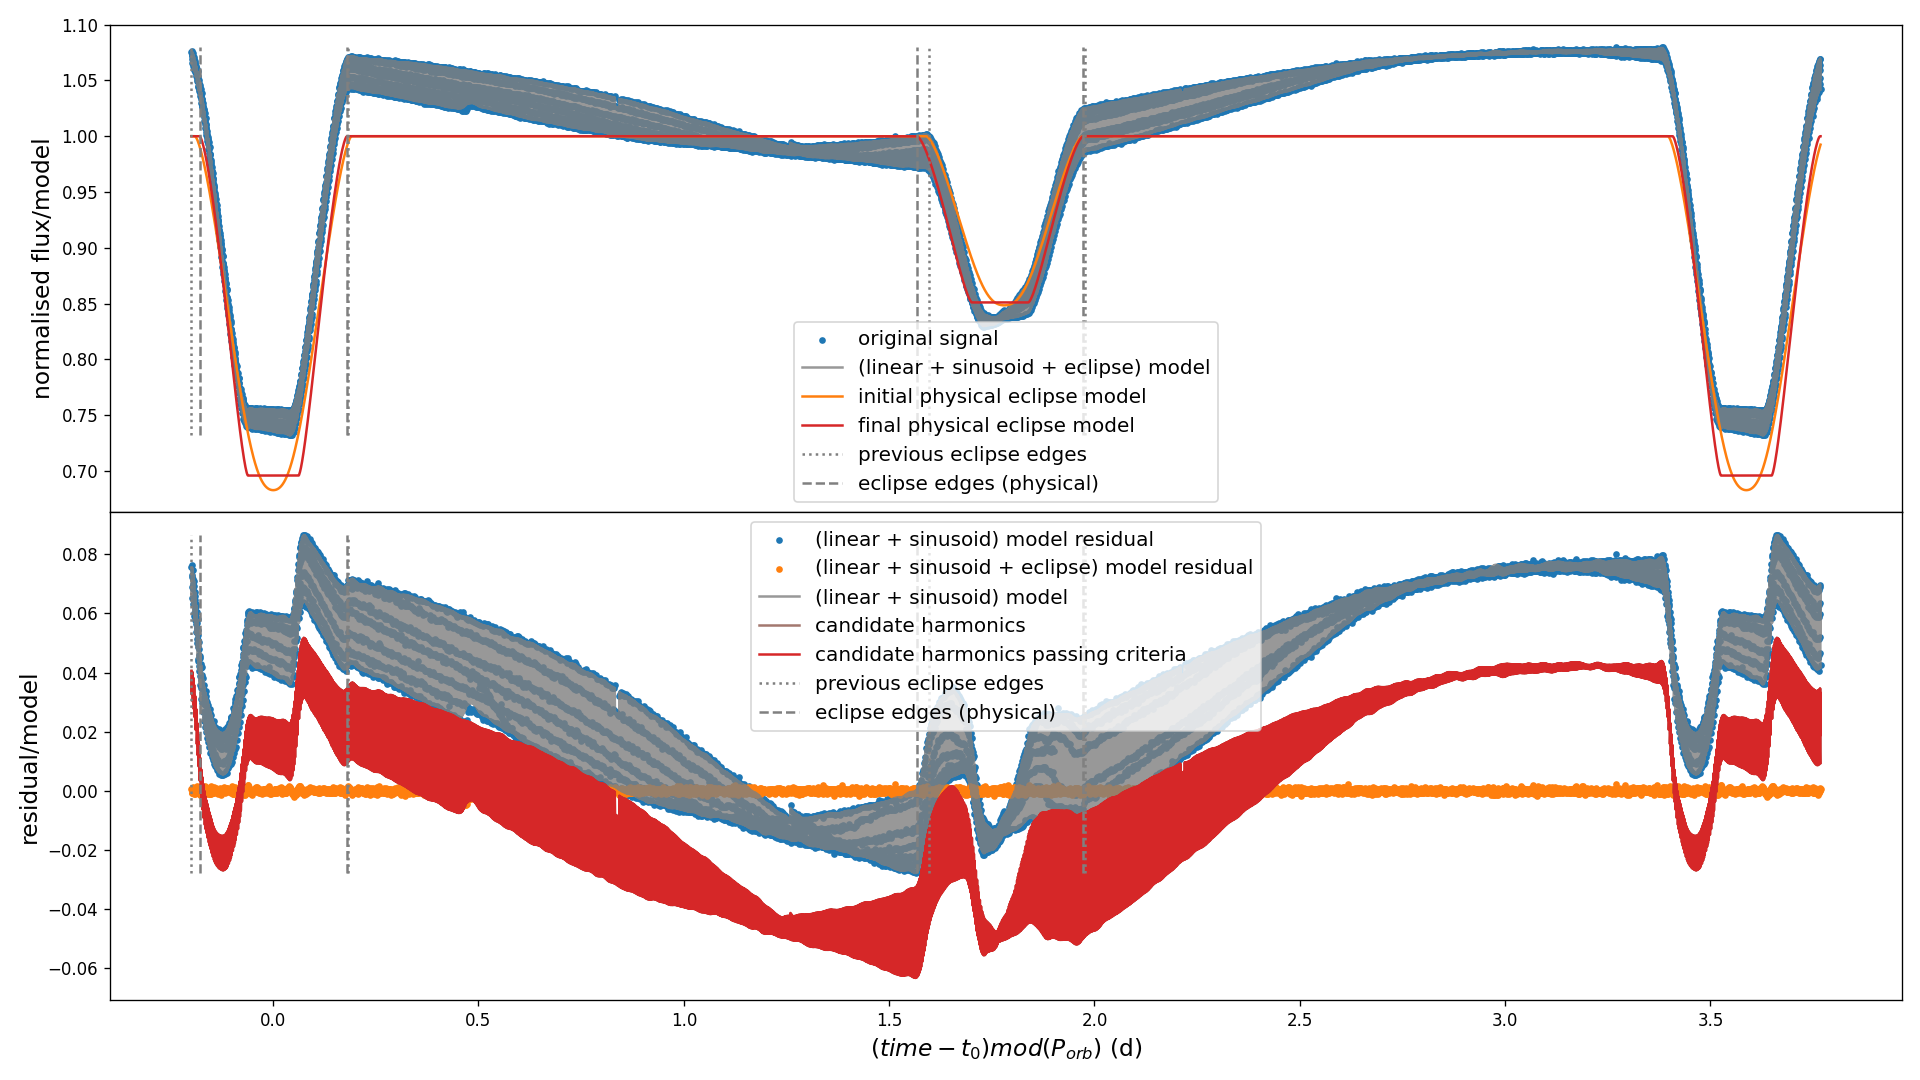 normalised flux/model
1.10
1.05
1.00
0.95
0.90
0.85
0.80
0.75
0.70
original signal
(linear + sinusoid + eclipse) model
initial physical eclipse model
final physical eclipse model
previous eclipse edges
eclipse edges (physical)
residual/model
0.08
0.06
0.04
0.02
0.00
−0.02
−0.04
−0.06
(linear + sinusoid) model residual
(linear + sinusoid + eclipse) model residual
(linear + sinusoid) model
candidate harmonics
candidate harmonics passing criteria
previous eclipse edges
eclipse edges (physical)
0.0 0.5 1.0 1.5 2.0 2.5 3.0 3.5
(time − t₀)mod(P_orb) (d)